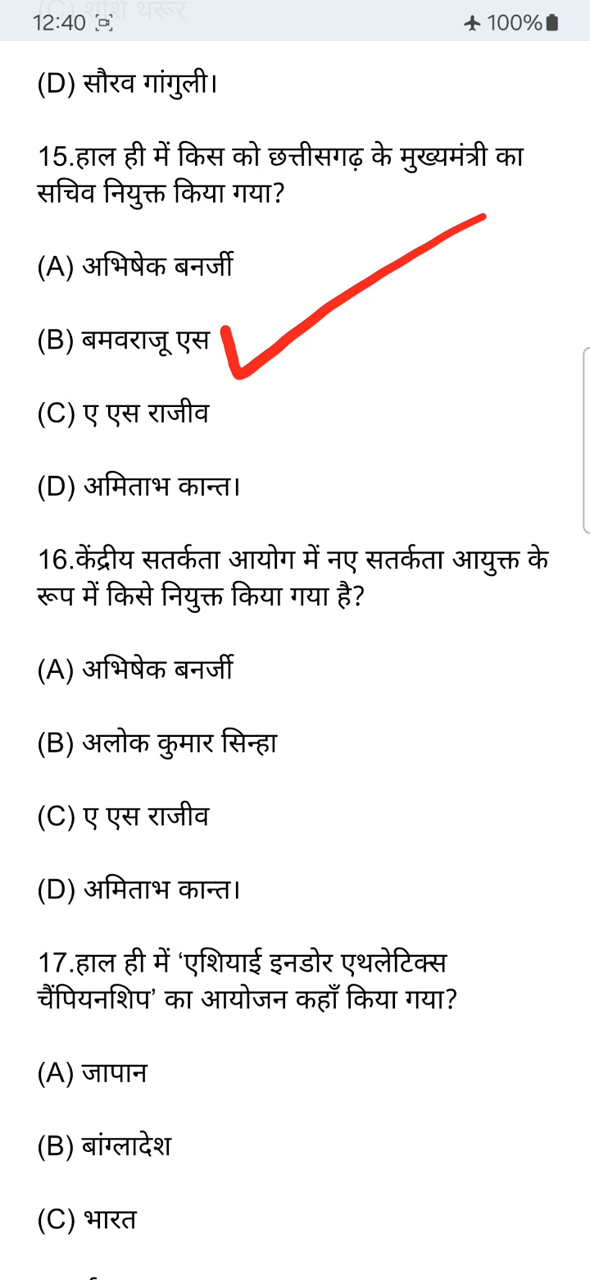 (C) शशि थरूर
12:40
100%
(D) सौरव गांगुली।
15.हाल ही में किस को छत्तीसगढ़ के मुख्यमंत्री का
सचिव नियुक्त किया गया?
(A) अभिषेक बनर्जी
(B) बमवराजू एस
(C) ए एस राजीव
(D) अमिताभ कान्त।
16.केंद्रीय सतर्कता आयोग में नए सतर्कता आयुक्त के
रूप में किसे नियुक्त किया गया है?
(A) अभिषेक बनर्जी
(B) अलोक कुमार सिन्हा
(C) ए एस राजीव
(D) अमिताभ कान्त।
17.हाल ही में ‘एशियाई इनडोर एथलेटिक्स
चैंपियनशिप’ का आयोजन कहाँ किया गया?
(A) जापान
(B) बांग्लादेश
(C) भारत